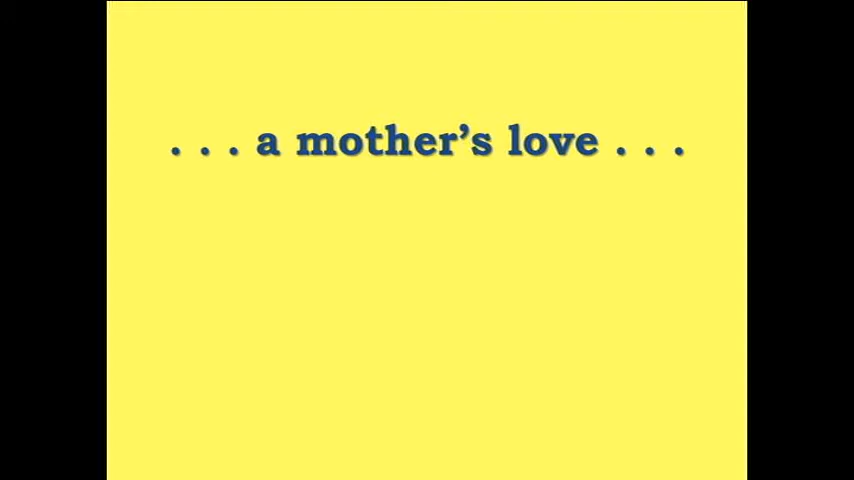 . . . a mother’s love . . .